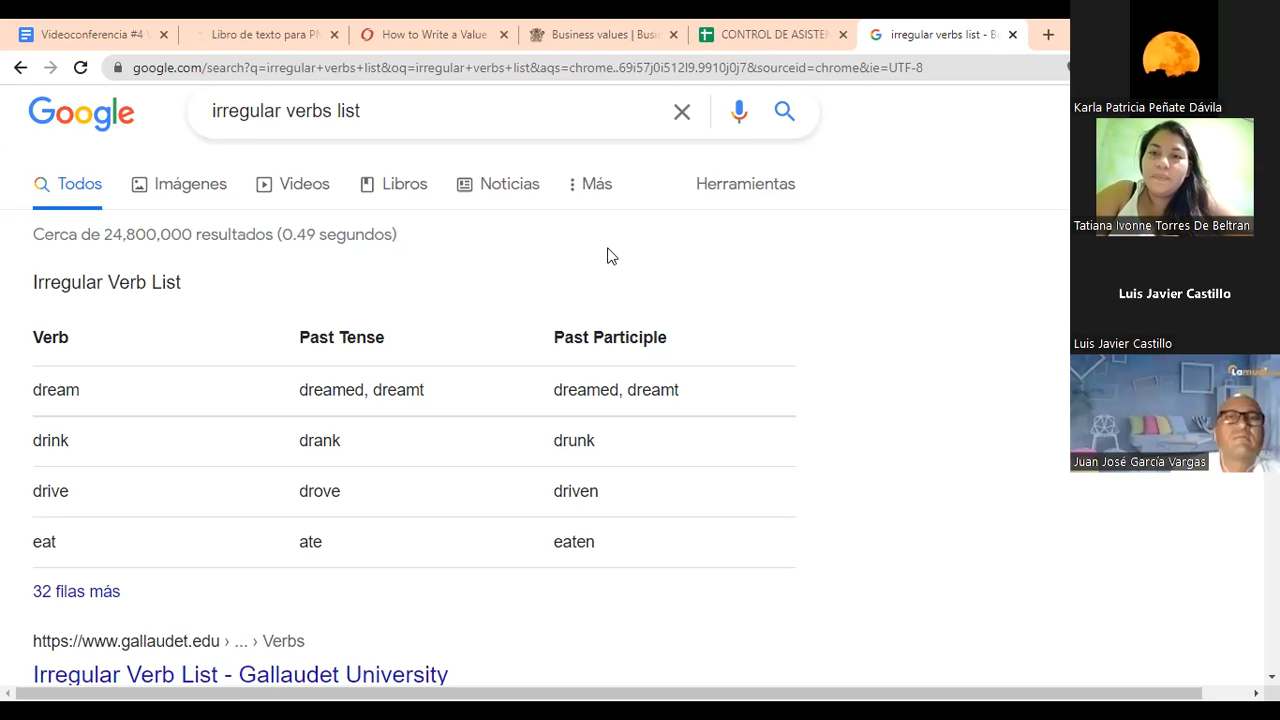 Videoconferencia #4 V
Libro de texto para PM
How to Write a Value
Business values | Busi
CONTROL DE ASISTEN
irregular verbs list - Bu
google.com/search?q=irregular+verbs+list&oq=irregular+verbs+list&aqs=chrome..69i57j0i512l9.9910j0j7&sourceid=chrome&ie=UTF-8
Google
irregular verbs list
Todos
Imágenes
Videos
Libros
Noticias
Más
Herramientas
Cerca de 24,800,000 resultados (0.49 segundos)
Irregular Verb List
Verb Past Tense Past Participle
dream dreamed, dreamt dreamed, dreamt
drink drank drunk
drive drove driven
eat ate eaten
32 filas más
https://www.gallaudet.edu › ... › Verbs
Irregular Verb List - Gallaudet University
Karla Patricia Peñate Dávila
Tatiana Ivonne Torres De Beltran
Luis Javier Castillo
Luis Javier Castillo
Juan José García Vargas